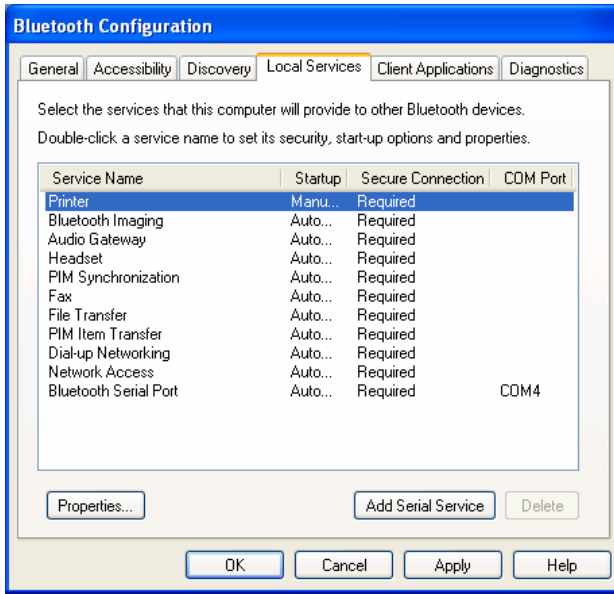 Bluetooth Configuration
General Accessibility Discovery Local Services Client Applications Diagnostics
Select the services that this computer will provide to other Bluetooth devices.
Double-click a service name to set its security, start-up options and properties.
Service Name Startup Secure Connection COM Port
Printer Manu... Required
Bluetooth Imaging Auto... Required
Audio Gateway Auto... Required
Headset Auto... Required
PIM Synchronization Auto... Required
Fax Auto... Required
File Transfer Auto... Required
PIM Item Transfer Auto... Required
Dial-up Networking Auto... Required
Network Access Auto... Required
Bluetooth Serial Port Auto... Required COM4
Properties... Add Serial Service Delete
OK Cancel Apply Help